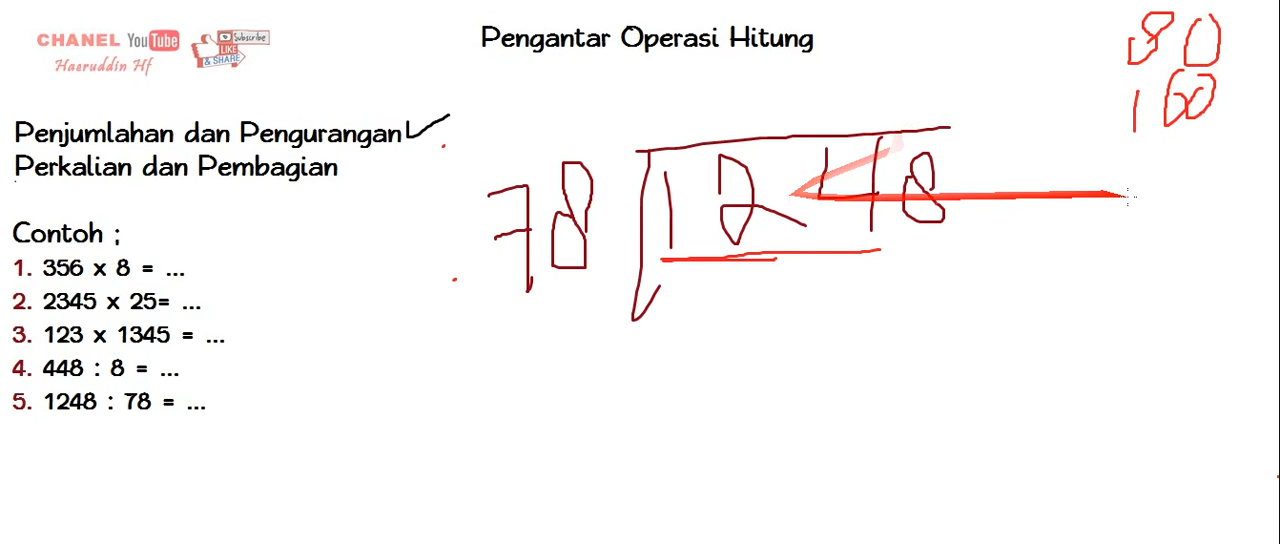 CHANEL YouTube
Haeruddin Hf
Subscribe
LIKE
& SHARE
Pengantar Operasi Hitung
80
160
Penjumlahan dan Pengurangan
Perkalian dan Pembagian
78 1248
Contoh ;
1. 356 x 8 = ...
2. 2345 x 25= ...
3. 123 x 1345 = ...
4. 448 : 8 = ...
5. 1248 : 78 = ...